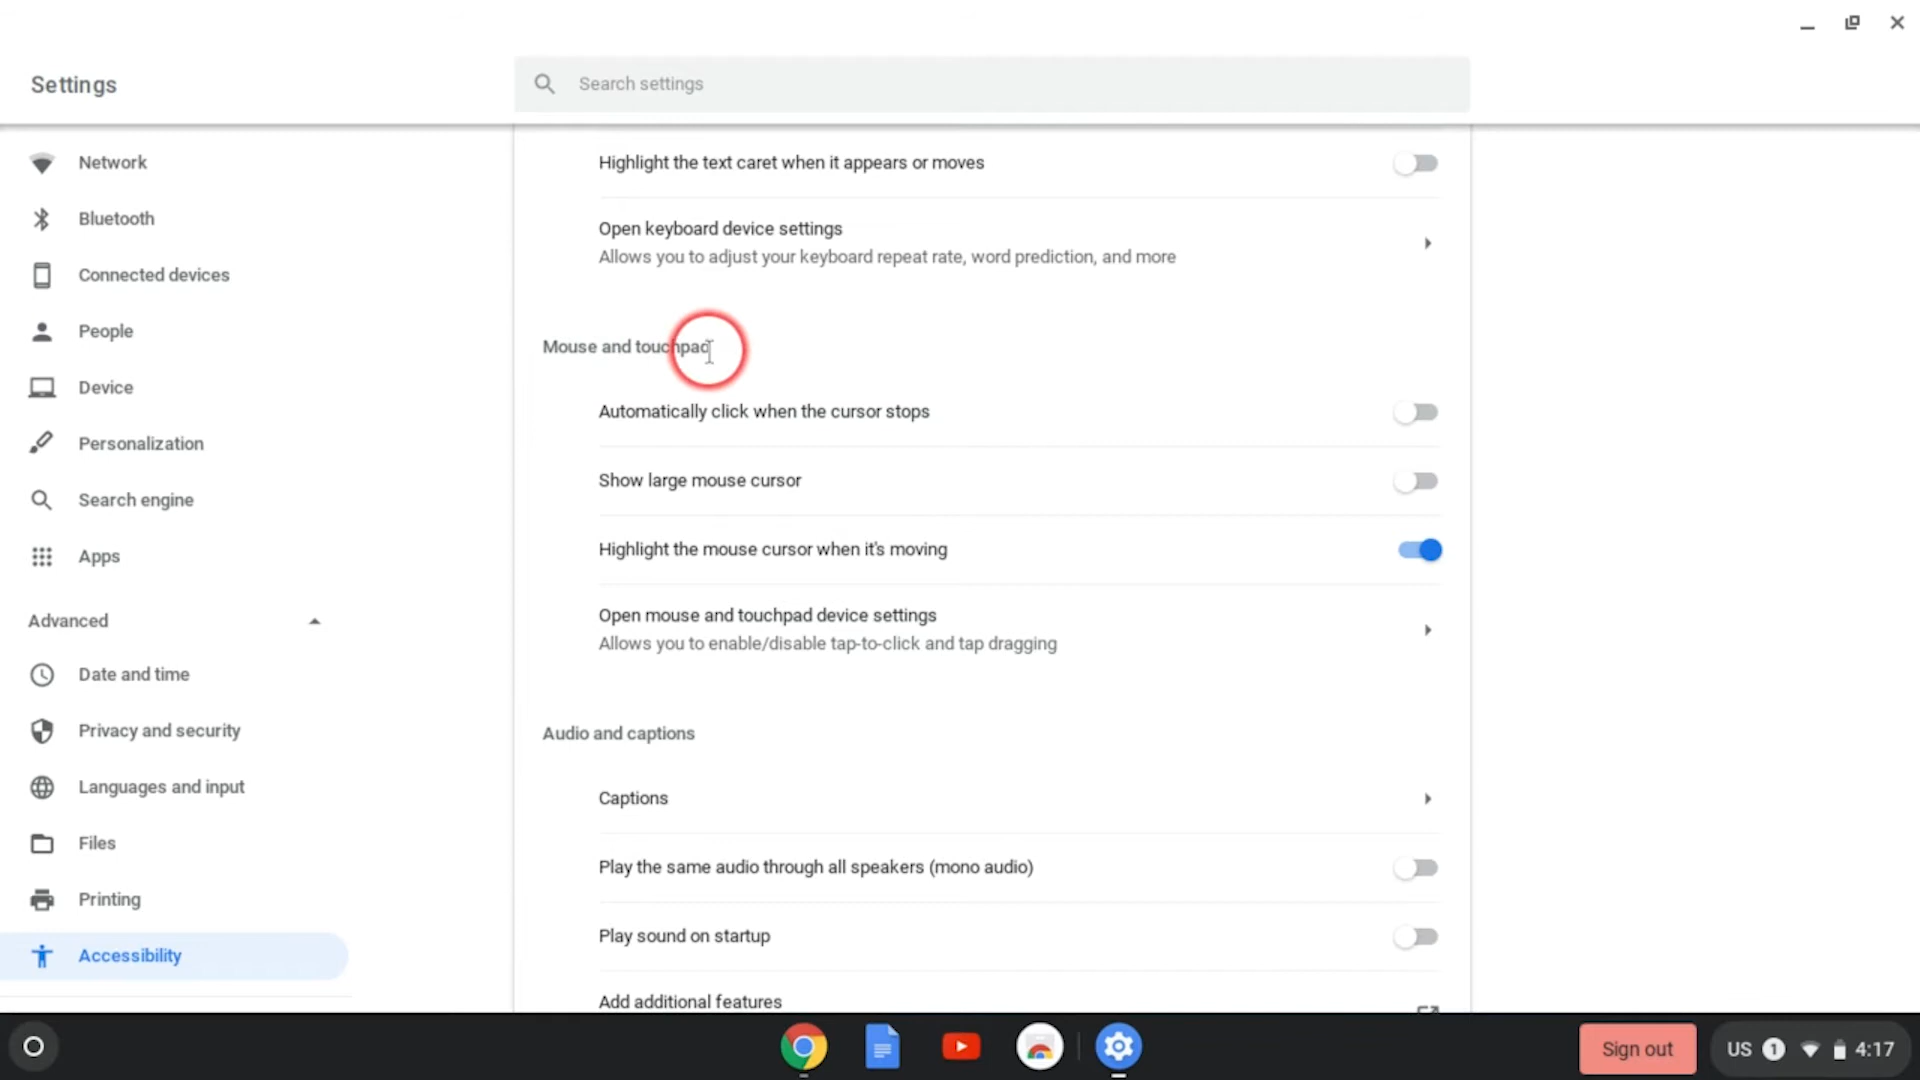 Settings
Search settings
Network
Bluetooth
Connected devices
People
Device
Personalization
Search engine
Apps
Advanced
Date and time
Privacy and security
Languages and input
Files
Printing
Accessibility
Highlight the text caret when it appears or moves
Open keyboard device settings
Allows you to adjust your keyboard repeat rate, word prediction, and more
Mouse and touchpad
Automatically click when the cursor stops
Show large mouse cursor
Highlight the mouse cursor when it's moving
Open mouse and touchpad device settings
Allows you to enable/disable tap-to-click and tap dragging
Audio and captions
Captions
Play the same audio through all speakers (mono audio)
Play sound on startup
Add additional features
Sign out
US 1 4:17